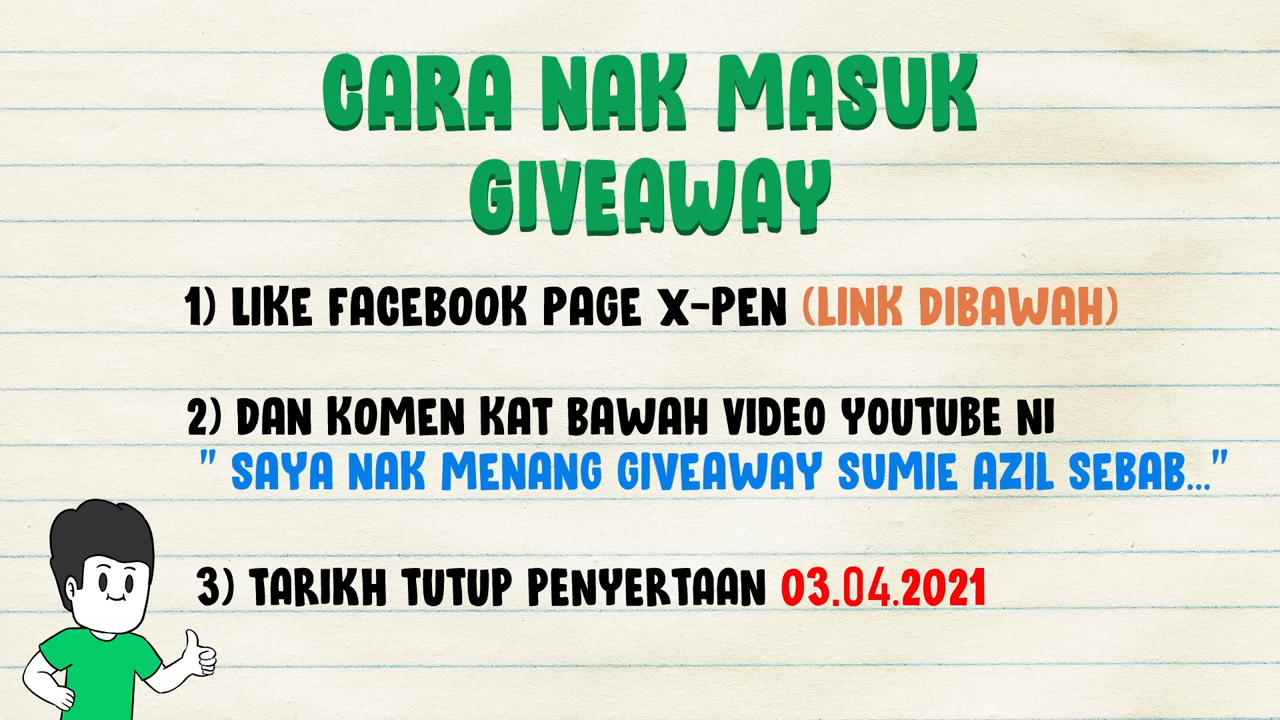 CARA NAK MASUK
GIVEAWAY
1) LIKE FACEBOOK PAGE X-PEN (LINK DIBAWAH)
2) DAN KOMEN KAT BAWAH VIDEO YOUTUBE NI
" SAYA NAK MENANG GIVEAWAY SUMIE AZIL SEBAB..."
3) TARIKH TUTUP PENYERTAAN 03.04.2021